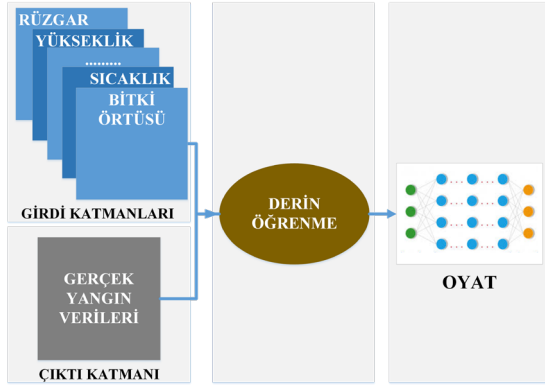 RÜZGAR
YÜKSEKLİK
.........
SICAKLIK
BİTKİ
ÖRTÜSÜ
GİRDİ KATMANLARI
GERÇEK
YANGIN
VERİLERİ
ÇIKTI KATMANI
DERİN
ÖĞRENME
OYAT